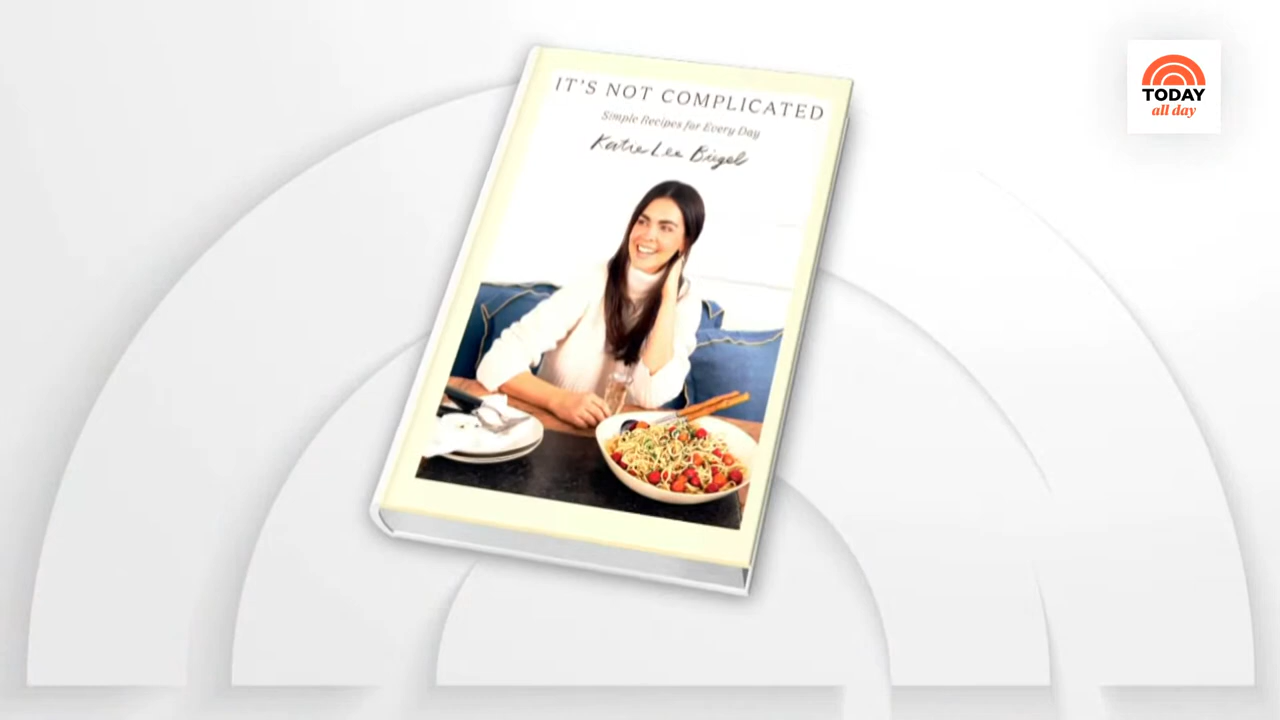 IT'S NOT COMPLICATED
Simple Recipes for Every Day
Katie Lee Biegel
TODAY
all day